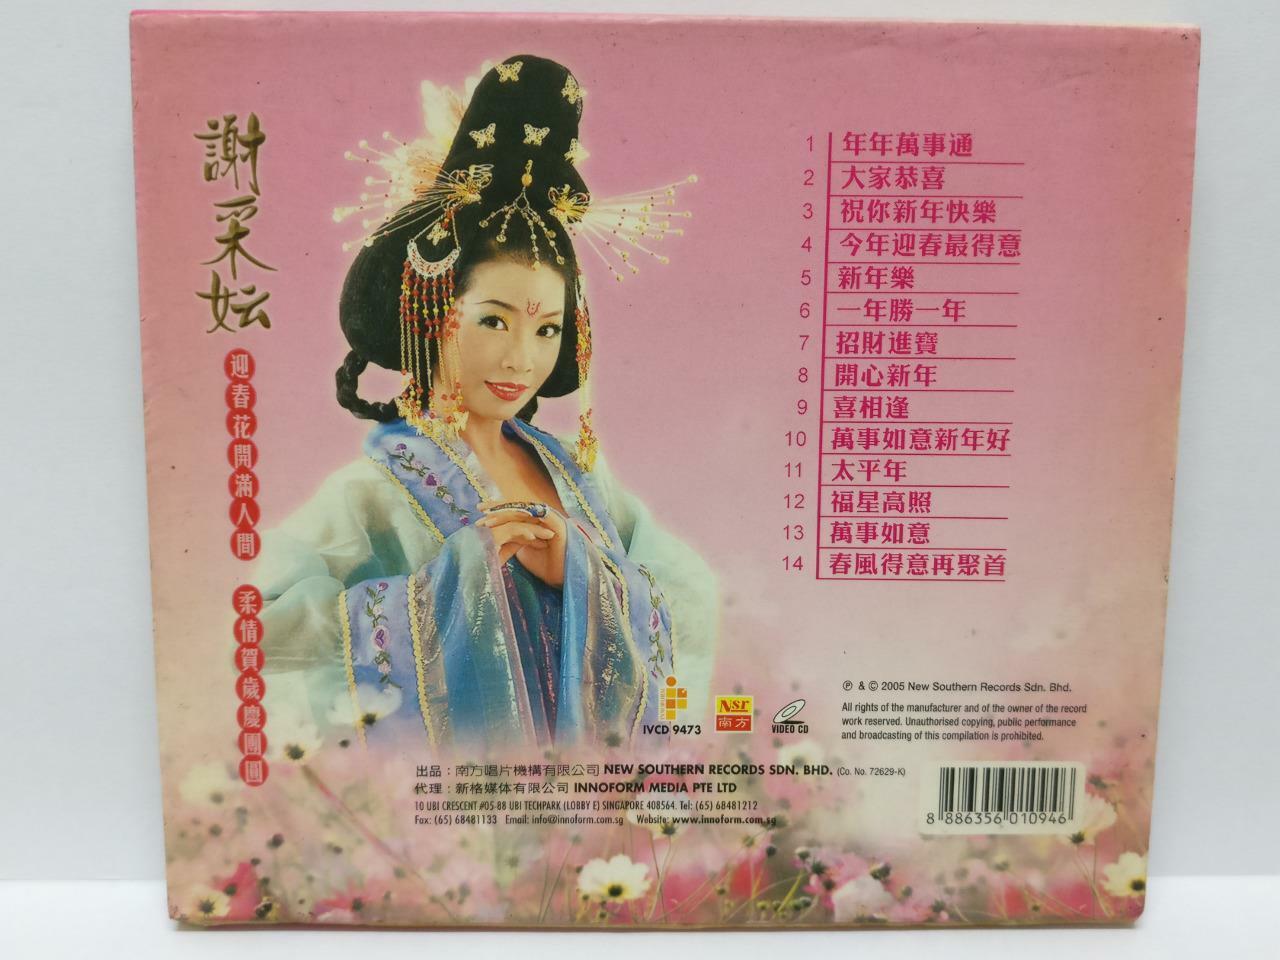 謝采妘
迎春花開滿人間
柔情賀歲慶團圓
1 年年萬事通
2 大家恭喜
3 祝你新年快樂
4 今年迎春最得意
5 新年樂
6 一年勝一年
7 招財進寶
8 開心新年
9 喜相逢
10 萬事如意新年好
11 太平年
12 福星高照
13 萬事如意
14 春風得意再聚首
IVCD 9473
Nsr
南方
VIDEO CD
℗ & © 2005 New Southern Records Sdn. Bhd.
All rights of the manufacturer and of the owner of the record
work reserved. Unauthorised copying, public performance
and broadcasting of this compilation is prohibited.
出品：南方唱片機構有限公司 NEW SOUTHERN RECORDS SDN. BHD. (Co. No. 72629-K)
代理：新格媒体有限公司 INNOFORM MEDIA PTE LTD
10 UBI CRESCENT #05-88 UBI TECHPARK (LOBBY E) SINGAPORE 408564. Tel: (65) 68481212
Fax: (65) 68481133 Email: info@innoform.com.sg Website: www.innoform.com.sg
8 886356 010946